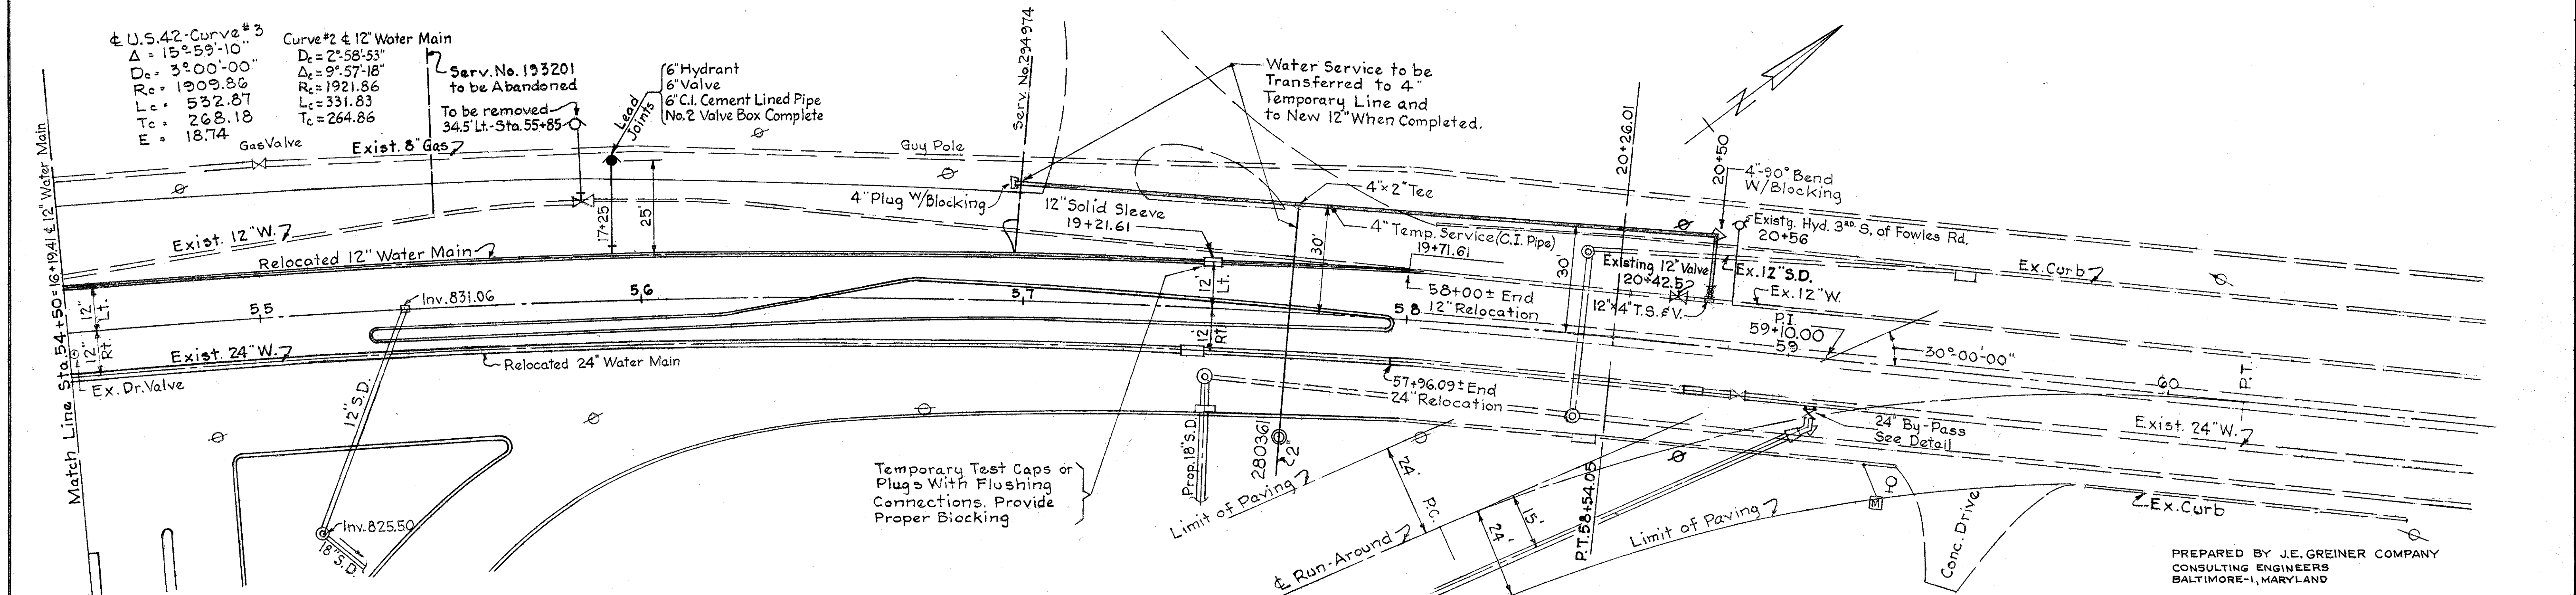 ℄ U.S.42-Curve #3
Δ = 15°-59'-10"
Dc = 3°00'-00"
Rc = 1909.86
Lc = 532.87
Tc = 268.18
E = 18.74
Curve #2 ℄ 12" Water Main
Dc = 2°-58'-53"
Δc = 9°-57'-18"
Rc = 1921.86
Lc = 331.83
Tc = 264.86
Serv. No. 193201
to be Abandoned
To be removed
34.5' Lt.-Sta.55+85
Lead
Joints
6" Hydrant
6" Valve
6" C.I. Cement Lined Pipe
No.2 Valve Box Complete
Serv. No. 294974
Water Service to be
Transferred to 4"
Temporary Line and
to New 12" When Completed.
N
20+26.01
20+50
4"-90° Bend
W/Blocking
Existg. Hyd. 3RD. S. of Fowles Rd.
20+56
Gas Valve
Exist. 8" Gas
Guy Pole
4" Plug W/Blocking
12" Solid Sleeve
19+21.61
4"x2" Tee
4" Temp. Service (C.I. Pipe)
19+71.61
30'
30'
17+25
25'
Exist. 12" W.
Relocated 12" Water Main
Existing 12" Valve
20+42.5
12"x4" T.S.&V.
Ex. 12" S.D.
Ex. 12" W.
Ex. Curb
58+00± End
12" Relocation
P.I.
59+10.00
30°-00'-00"
Match Line Sta. 54+50=16+19.41 ℄ 12" Water Main
12"
Lt.
12"
Rt.
55
Inv. 831.06
56
57
58
59
60
P.T.
12'
Lt.
12'
Rt.
Exist. 24" W.
Relocated 24" Water Main
Ex. Dr. Valve
57+96.09± End
24" Relocation
24" By-Pass
See Detail
Exist. 24" W.
12" S.D.
Inv. 825.50
18" S.D.
Temporary Test Caps or
Plugs With Flushing
Connections. Provide
Proper Blocking
Prop. 18" S.D.
280361
2"
Limit of Paving
24'
P.C.
℄ Run-Around
15'
24'
P.T. 58+54.05
Limit of Paving
M
Conc. Drive
Ex. Curb
PREPARED BY J.E. GREINER COMPANY
CONSULTING ENGINEERS
BALTIMORE-1, MARYLAND